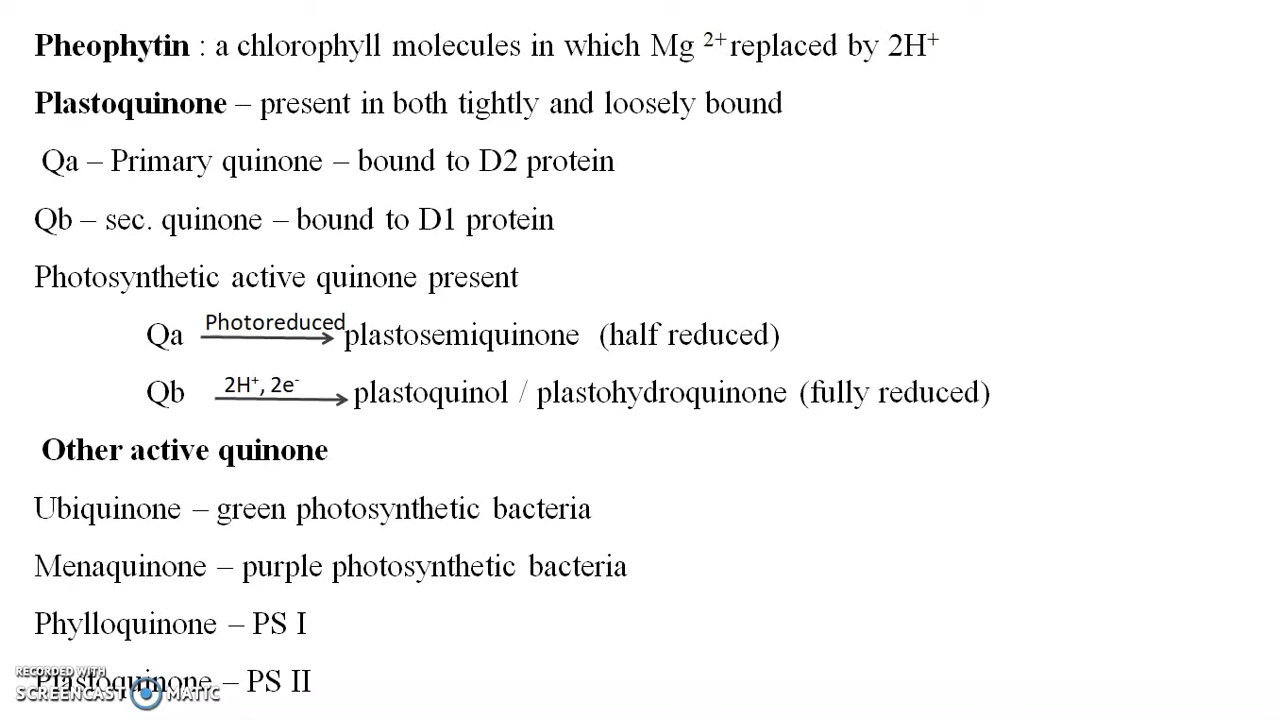 Pheophytin : a chlorophyll molecules in which Mg 2+ replaced by 2H+
Plastoquinone – present in both tightly and loosely bound
Qa – Primary quinone – bound to D2 protein
Qb – sec. quinone – bound to D1 protein
Photosynthetic active quinone present
Qa Photoreduced plastosemiquinone (half reduced)
Qb 2H+, 2e- plastoquinol / plastohydroquinone (fully reduced)
Other active quinone
Ubiquinone – green photosynthetic bacteria
Menaquinone – purple photosynthetic bacteria
Phylloquinone – PS I
RECORDED WITH
Plastoquinone – PS II
SCREENCAST MATIC